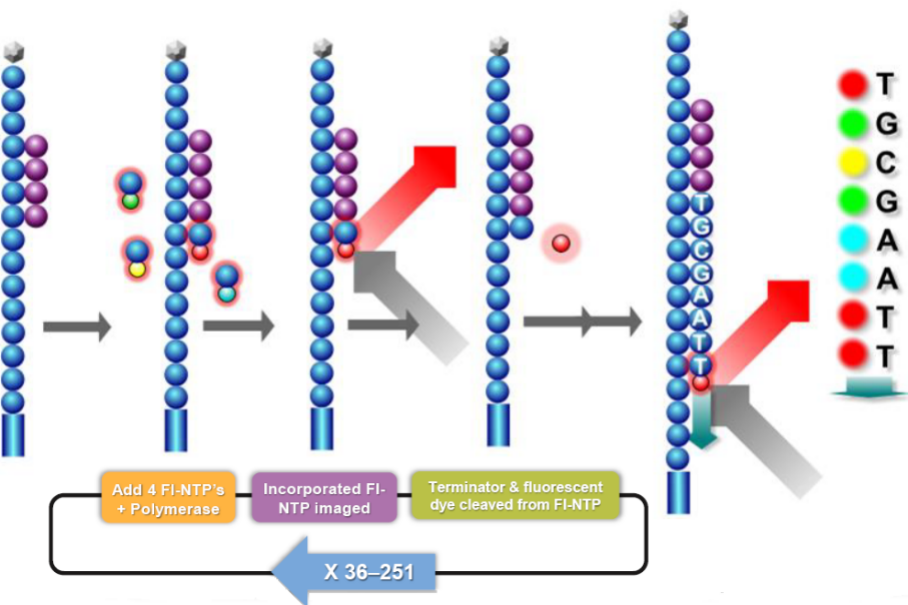 T
G
C
G
A
A
T
T
T
G
C
G
A
A
T
T
Add 4 Fl-NTP's
+ Polymerase
Incorporated Fl-
NTP imaged
Terminator & fluorescent
dye cleaved from Fl-NTP
X 36–251